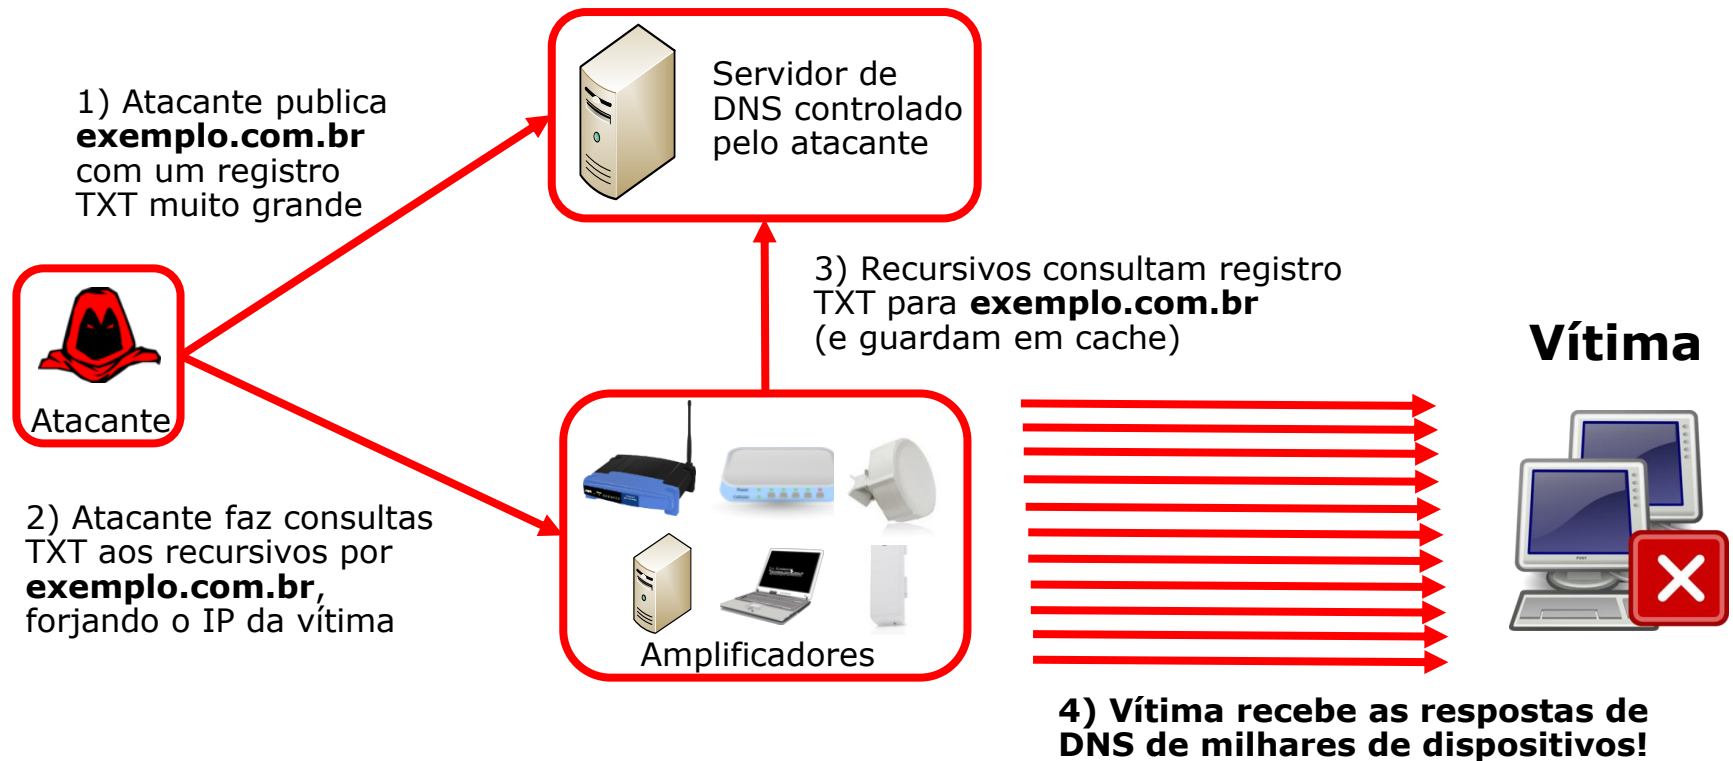 1) Atacante publica
exemplo.com.br
com um registro
TXT muito grande
Servidor de
DNS controlado
pelo atacante
Atacante
3) Recursivos consultam registro
TXT para exemplo.com.br
(e guardam em cache)
Vítima
2) Atacante faz consultas
TXT aos recursivos por
exemplo.com.br,
forjando o IP da vítima
Amplificadores
4) Vítima recebe as respostas de
DNS de milhares de dispositivos!